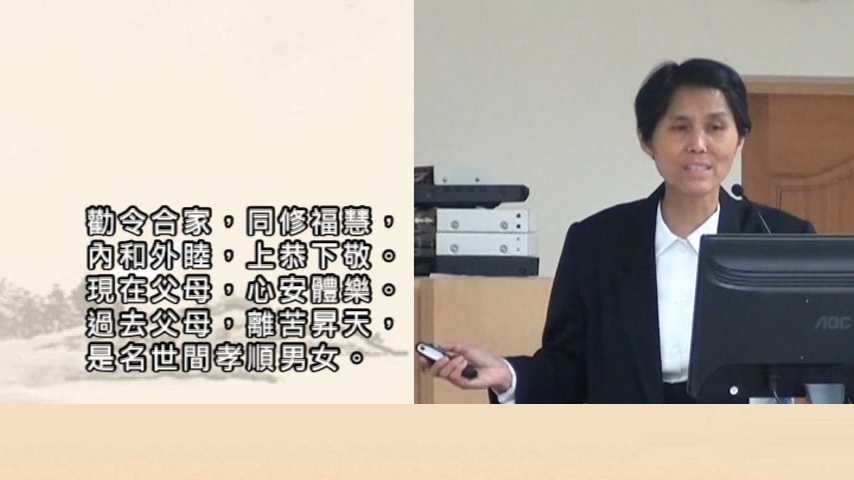 勸令合家，同修福慧，
內和外睦，上恭下敬。
現在父母，心安體樂。
過去父母，離苦昇天，
是名世間孝順男女。
AOC